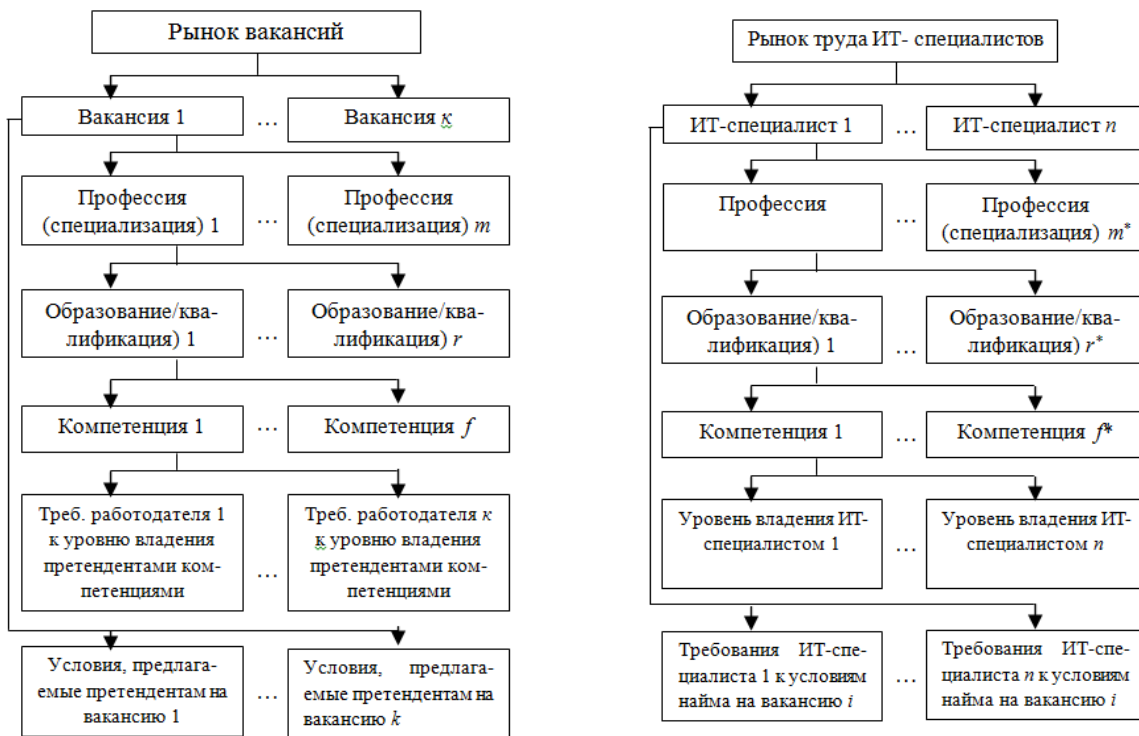 Рынок вакансий
Вакансия 1
...
Вакансия к
Профессия
(специализация) 1
...
Профессия
(специализация) m
Образование/ква-
лификация) 1
...
Образование/ква-
лификация) r
Компетенция 1
...
Компетенция f
Треб. работодателя 1
к уровню владения
претендентами ком-
петенциями
...
Треб. работодателя к
к уровню владения
претендентами ком-
петенциями
Условия, предлага-
емые претендентам на
вакансию 1
...
Условия, предлага-
емые претендентам на
вакансию k
Рынок труда ИТ- специалистов
ИТ-специалист 1
...
ИТ-специалист n
Профессия
...
Профессия
(специализация) m*
Образование/ква-
лификация) 1
...
Образование/ква-
лификация) r*
Компетенция 1
...
Компетенция f*
Уровень владения ИТ-
специалистом 1
...
Уровень владения ИТ-
специалистом n
Требования ИТ-спе-
циалиста 1 к условиям
найма на вакансию i
...
Требования ИТ-спе-
циалиста n к условиям
найма на вакансию i